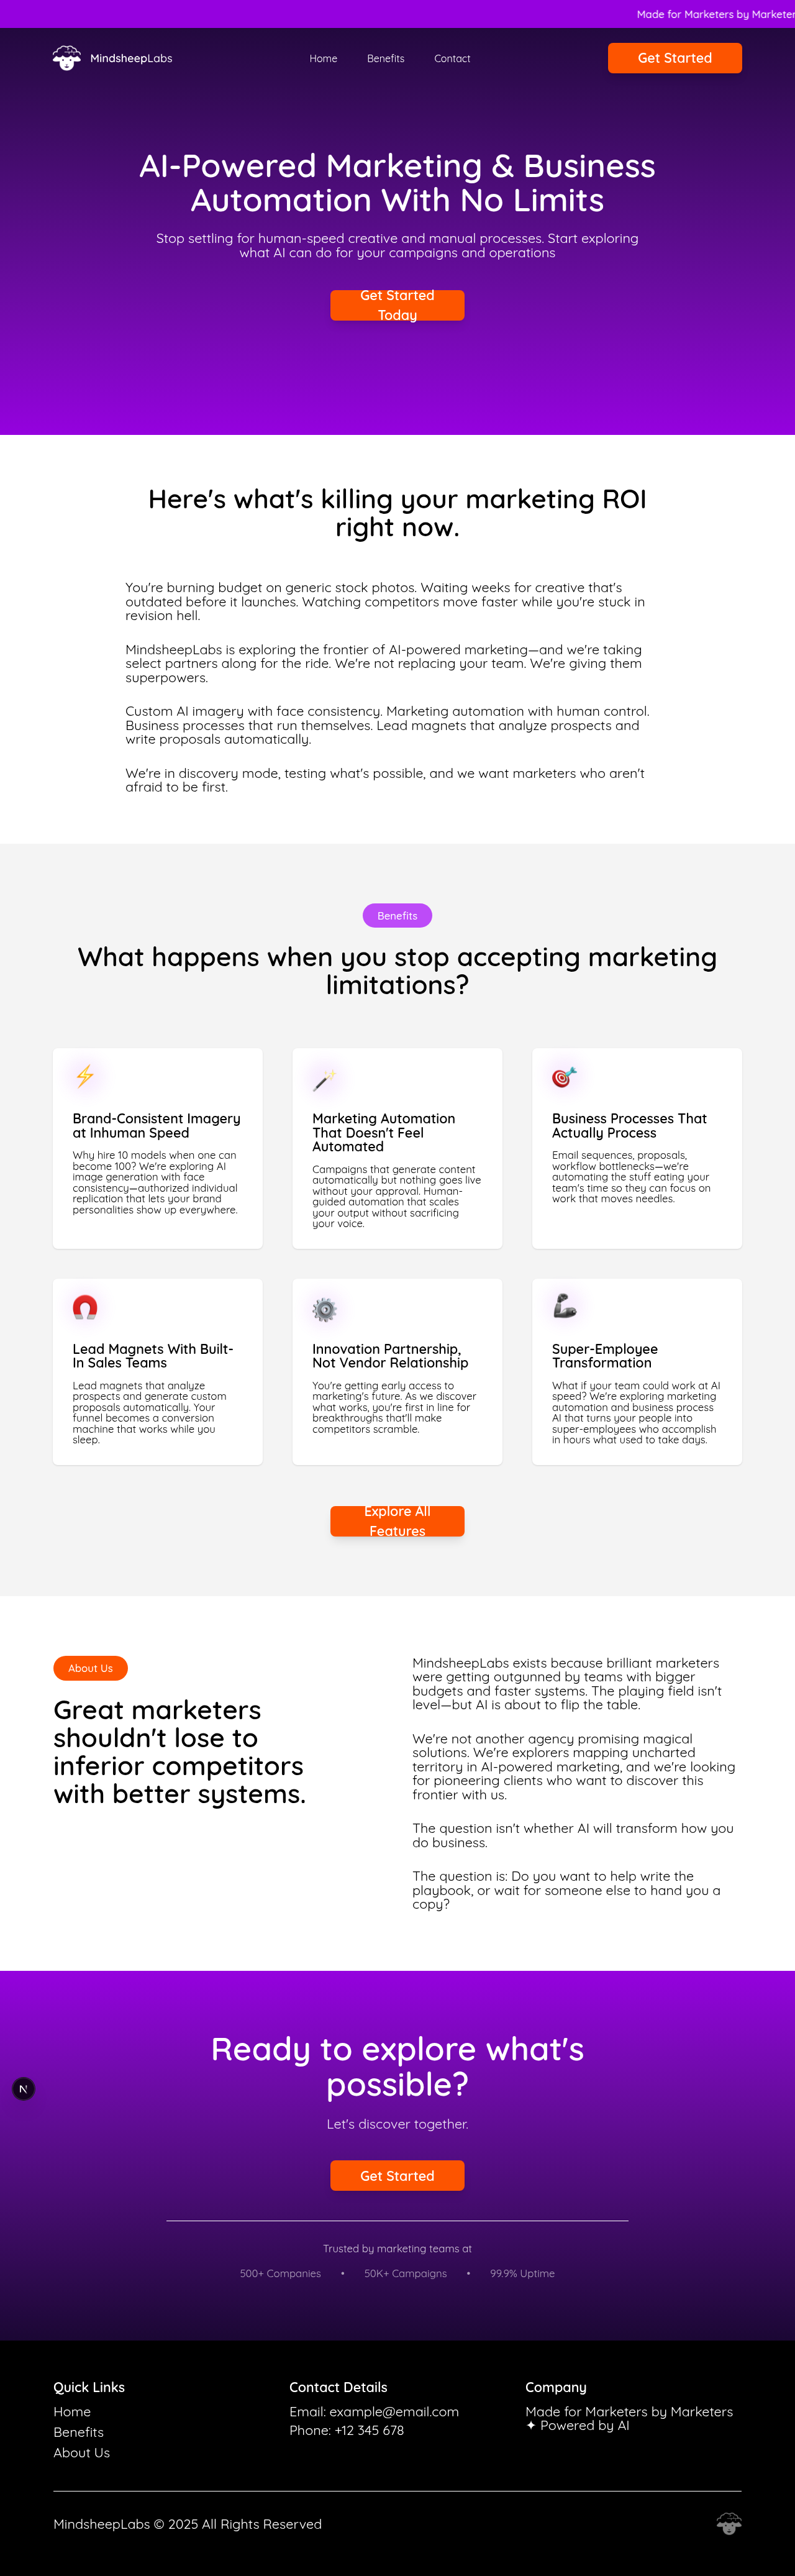 Made for Marketers by Marketer
MindsheepLabs
Home
Benefits
Contact
Get Started
AI-Powered Marketing & Business
Automation With No Limits
Stop settling for human-speed creative and manual processes. Start exploring
what AI can do for your campaigns and operations
Get Started
Today
Here's what's killing your marketing ROI
right now.
You're burning budget on generic stock photos. Waiting weeks for creative that's
outdated before it launches. Watching competitors move faster while you're stuck in
revision hell.
MindsheepLabs is exploring the frontier of AI-powered marketing—and we're taking
select partners along for the ride. We're not replacing your team. We're giving them
superpowers.
Custom AI imagery with face consistency. Marketing automation with human control.
Business processes that run themselves. Lead magnets that analyze prospects and
write proposals automatically.
We're in discovery mode, testing what's possible, and we want marketers who aren't
afraid to be first.
Benefits
What happens when you stop accepting marketing
limitations?
Brand-Consistent Imagery
at Inhuman Speed
Why hire 10 models when one can
become 100? We're exploring AI
image generation with face
consistency—authorized individual
replication that lets your brand
personalities show up everywhere.
Marketing Automation
That Doesn't Feel
Automated
Campaigns that generate content
automatically but nothing goes live
without your approval. Human-
guided automation that scales
your output without sacrificing
your voice.
Business Processes That
Actually Process
Email sequences, proposals,
workflow bottlenecks—we're
automating the stuff eating your
team's time so they can focus on
work that moves needles.
Lead Magnets With Built-
In Sales Teams
Lead magnets that analyze
prospects and generate custom
proposals automatically. Your
funnel becomes a conversion
machine that works while you
sleep.
Innovation Partnership,
Not Vendor Relationship
You're getting early access to
marketing's future. As we discover
what works, you're first in line for
breakthroughs that'll make
competitors scramble.
Super-Employee
Transformation
What if your team could work at AI
speed? We're exploring marketing
automation and business process
AI that turns your people into
super-employees who accomplish
in hours what used to take days.
Explore All
Features
About Us
Great marketers
shouldn't lose to
inferior competitors
with better systems.
MindsheepLabs exists because brilliant marketers
were getting outgunned by teams with bigger
budgets and faster systems. The playing field isn't
level—but AI is about to flip the table.
We're not another agency promising magical
solutions. We're explorers mapping uncharted
territory in AI-powered marketing, and we're looking
for pioneering clients who want to discover this
frontier with us.
The question isn't whether AI will transform how you
do business.
The question is: Do you want to help write the
playbook, or wait for someone else to hand you a
copy?
Ready to explore what's
possible?
N
Let's discover together.
Get Started
Trusted by marketing teams at
500+ Companies • 50K+ Campaigns • 99.9% Uptime
Quick Links
Home
Benefits
About Us
Contact Details
Email: example@email.com
Phone: +12 345 678
Company
Made for Marketers by Marketers
✦ Powered by AI
MindsheepLabs © 2025 All Rights Reserved